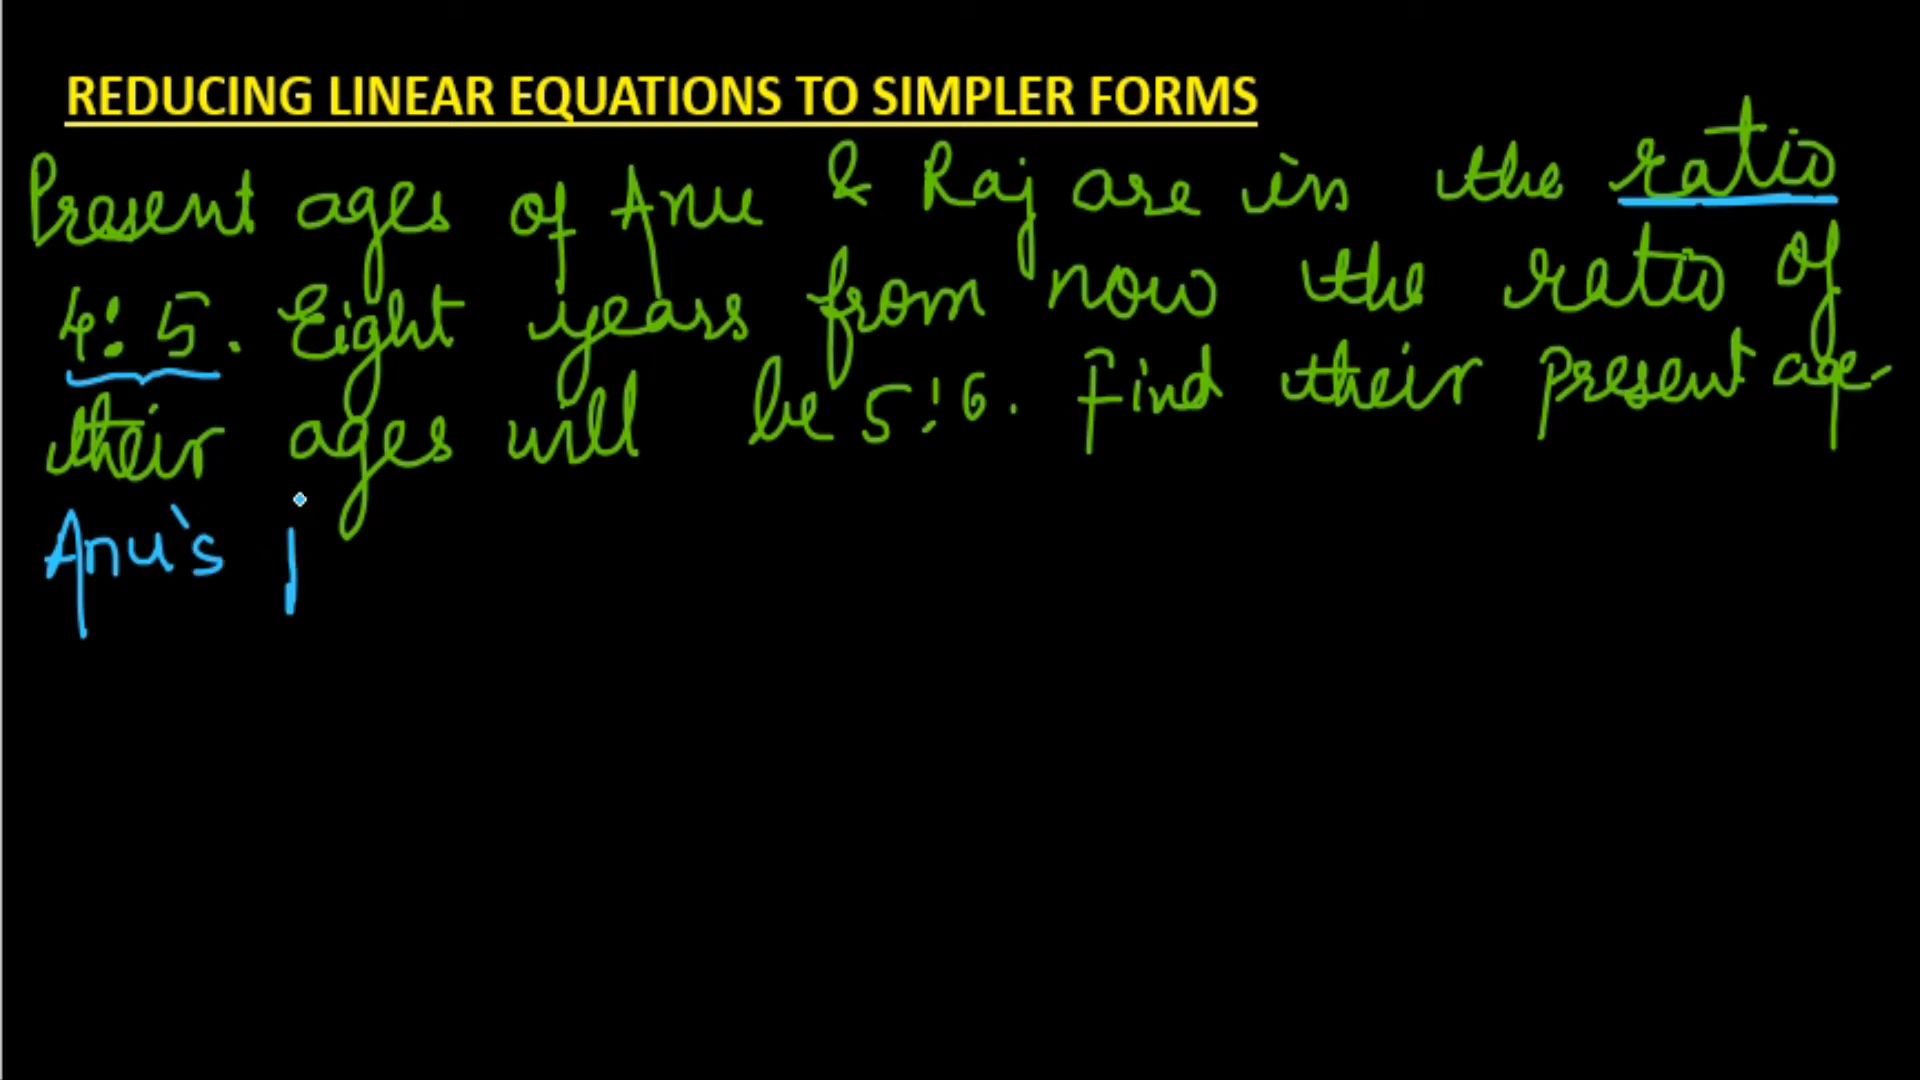 REDUCING LINEAR EQUATIONS TO SIMPLER FORMS
Present ages of Anu & Raj are in the ratio
4:5. Eight years from now the ratio of
their ages will be 5:6. Find their present age.
Anu's